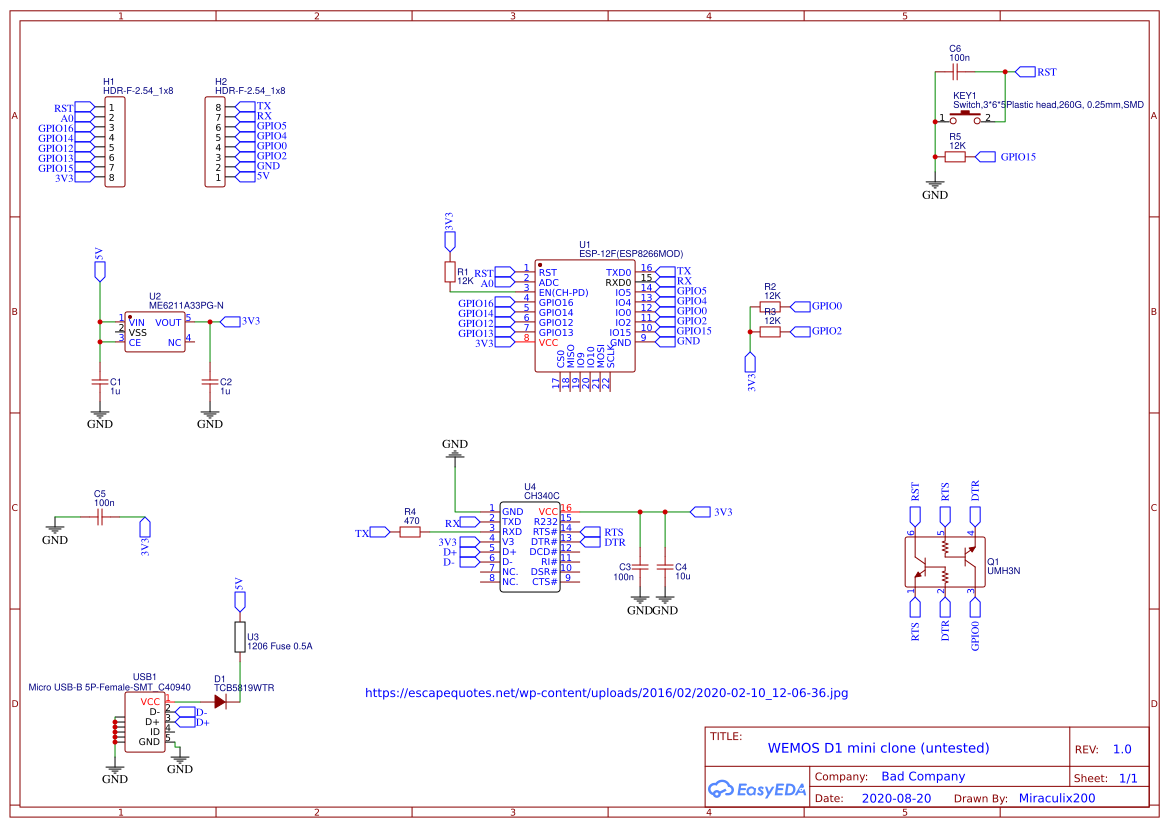 1 2 3 4 5
A
B
C
D
H1
HDR-F-2.54_1x8
RST 1
A0 2
GPIO16 3
GPIO14 4
GPIO12 5
GPIO13 6
GPIO15 7
3V3 8
H2
HDR-F-2.54_1x8
8 TX
7 RX
6 GPIO5
5 GPIO4
4 GPIO0
3 GPIO2
2 GND
1 5V
C6
100n
RST
KEY1
Switch,3*6*5Plastic head,260G, 0.25mm,SMD
1 2
R5
12K
GPIO15
GND
5V
U2
ME6211A33PG-N
1 VIN VOUT 5 3V3
2 VSS
3 CE NC 4
C1
1u
GND
C2
1u
GND
3V3
R1
12K
U1
ESP-12F(ESP8266MOD)
RST 1 RST TXD0 16 TX
A0 2 ADC RXD0 15 RX
3 EN(CH-PD) IO5 14 GPIO5
GPIO16 4 GPIO16 IO4 13 GPIO4
GPIO14 5 GPIO14 IO0 12 GPIO0
GPIO12 6 GPIO12 IO2 11 GPIO2
GPIO13 7 GPIO13 IO15 10 GPIO15
3V3 8 VCC GND 9 GND
CS0 MISO IO9 IO10 MOSI SCLK
17 18 19 20 21 22
R2
12K
GPIO0
R3
12K
GPIO2
3V3
C5
100n
GND
3V3
GND
U4
CH340C
R4
470
TX
1 GND VCC 16 3V3
RX 2 TXD R232 15
3 RXD RTS# 14 RTS
3V3 4 V3 DTR# 13 DTR
D+ 5 D+ DCD# 12
D- 6 D- RI# 11
7 NC. DSR# 10
8 NC. CTS# 9
C3
100n
GND
C4
10u
GND
RST RTS DTR
6 5 4
Q1
UMH3N
1 2 3
RTS DTR GPIO0
5V
U3
1206 Fuse 0.5A
USB1
Micro USB-B 5P-Female-SMT_C40940
D1
TCB5819WTR
VCC 1
D- 2 D-
D+ 3 D+
ID 4
GND 5
GND
GND
https://escapequotes.net/wp-content/uploads/2016/02/2020-02-10_12-06-36.jpg
TITLE:
WEMOS D1 mini clone (untested)
REV: 1.0
EasyEDA
Company: Bad Company
Sheet: 1/1
Date: 2020-08-20 Drawn By: Miraculix200
A
B
C
D
1 2 3 4 5